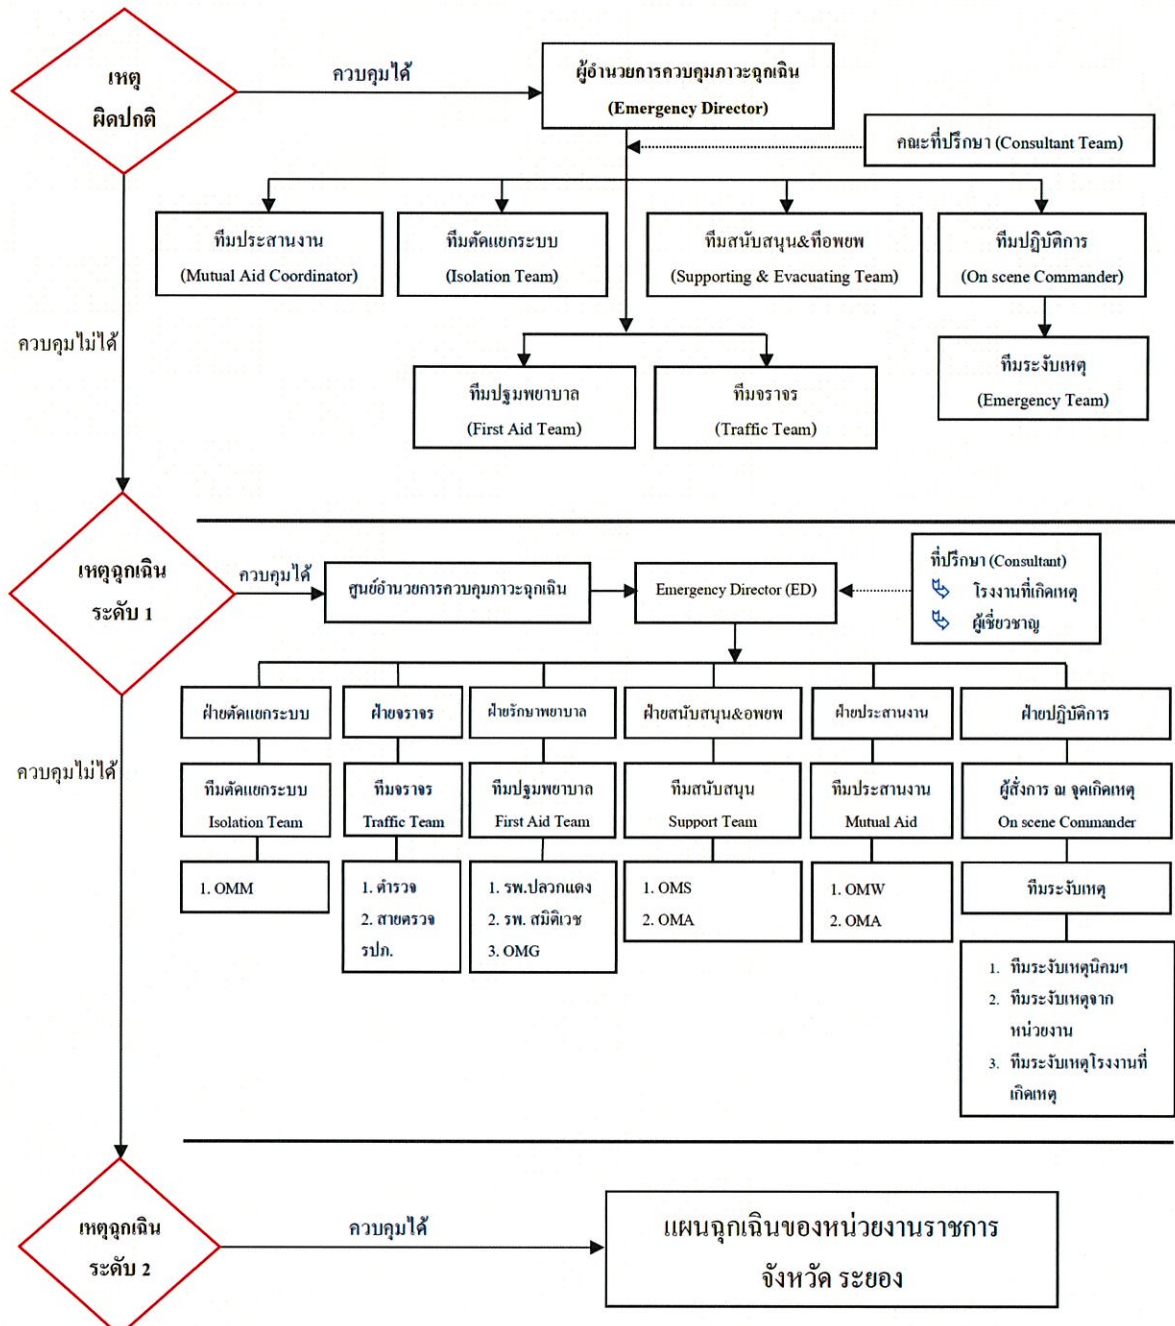 เหตุ
ผิดปกติ
ควบคุมได้
ผู้อำนวยการควบคุมภาวะฉุกเฉิน
(Emergency Director)
คณะที่ปรึกษา (Consultant Team)
ทีมประสานงาน
(Mutual Aid Coordinator)
ทีมตัดแยกระบบ
(Isolation Team)
ทีมสนับสนุน&ทีอพยพ
(Supporting & Evacuating Team)
ทีมปฏิบัติการ
(On scene Commander)
ควบคุมไม่ได้
ทีมปฐมพยาบาล
(First Aid Team)
ทีมจราจร
(Traffic Team)
ทีมระงับเหตุ
(Emergency Team)
เหตุฉุกเฉิน
ระดับ 1
ควบคุมได้
ศูนย์อำนวยการควบคุมภาวะฉุกเฉิน
Emergency Director (ED)
ที่ปรึกษา (Consultant)
โรงงานที่เกิดเหตุ
ผู้เชี่ยวชาญ
ควบคุมไม่ได้
ฝ่ายตัดแยกระบบ
ฝ่ายจราจร
ฝ่ายรักษาพยาบาล
ฝ่ายสนับสนุน&อพยพ
ฝ่ายประสานงาน
ฝ่ายปฏิบัติการ
ทีมตัดแยกระบบ
Isolation Team
ทีมจราจร
Traffic Team
ทีมปฐมพยาบาล
First Aid Team
ทีมสนับสนุน
Support Team
ทีมประสานงาน
Mutual Aid
ผู้สั่งการ ณ จุดเกิดเหตุ
On scene Commander
1. OMM
1. ตำรวจ
2. สายตรวจ
รปภ.
1. รพ.ปลวกแดง
2. รพ. สมิติเวช
3. OMG
1. OMS
2. OMA
1. OMW
2. OMA
ทีมระงับเหตุ
1. ทีมระงับเหตุนิคมฯ
2. ทีมระงับเหตุจาก
หน่วยงาน
3. ทีมระงับเหตุโรงงานที่
เกิดเหตุ
เหตุฉุกเฉิน
ระดับ 2
ควบคุมได้
แผนฉุกเฉินของหน่วยงานราชการ
จังหวัด ระยอง